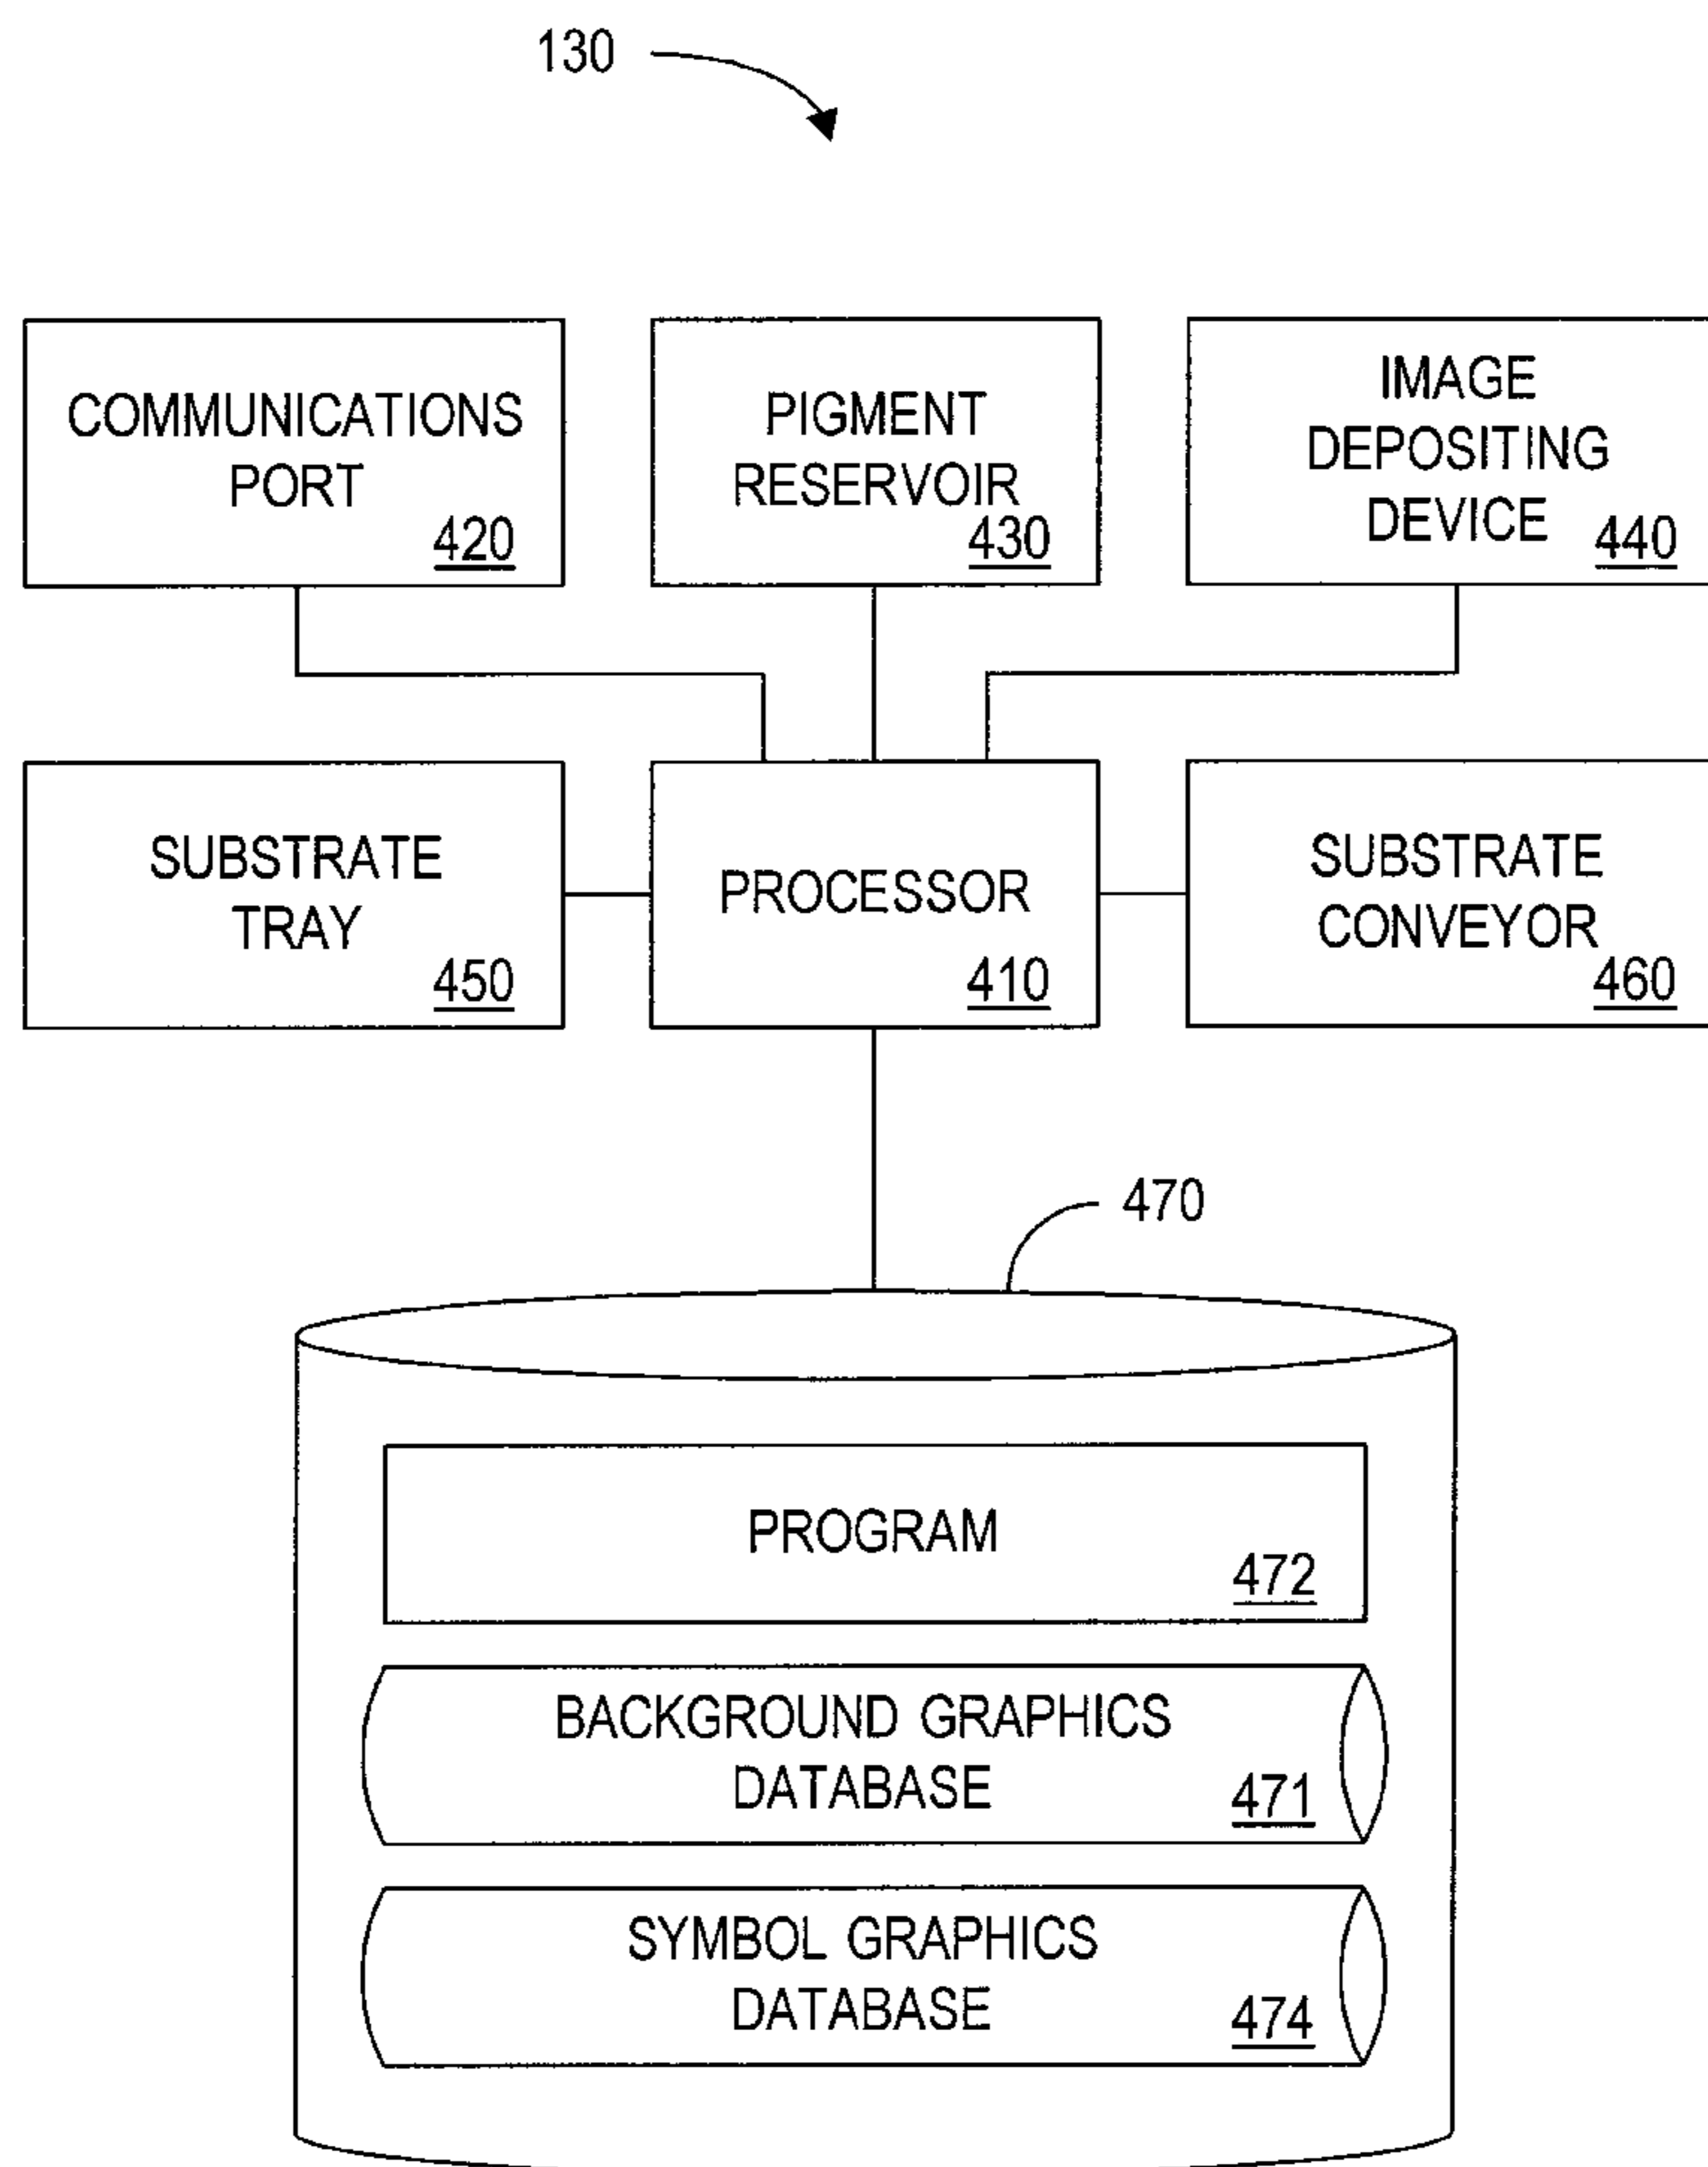 130
COMMUNICATIONS
PORT
420
PIGMENT
RESERVOIR
430
IMAGE
DEPOSITING
DEVICE
440
SUBSTRATE
TRAY
450
PROCESSOR
410
SUBSTRATE
CONVEYOR
460
470
PROGRAM
472
BACKGROUND GRAPHICS
DATABASE
471
SYMBOL GRAPHICS
DATABASE
474